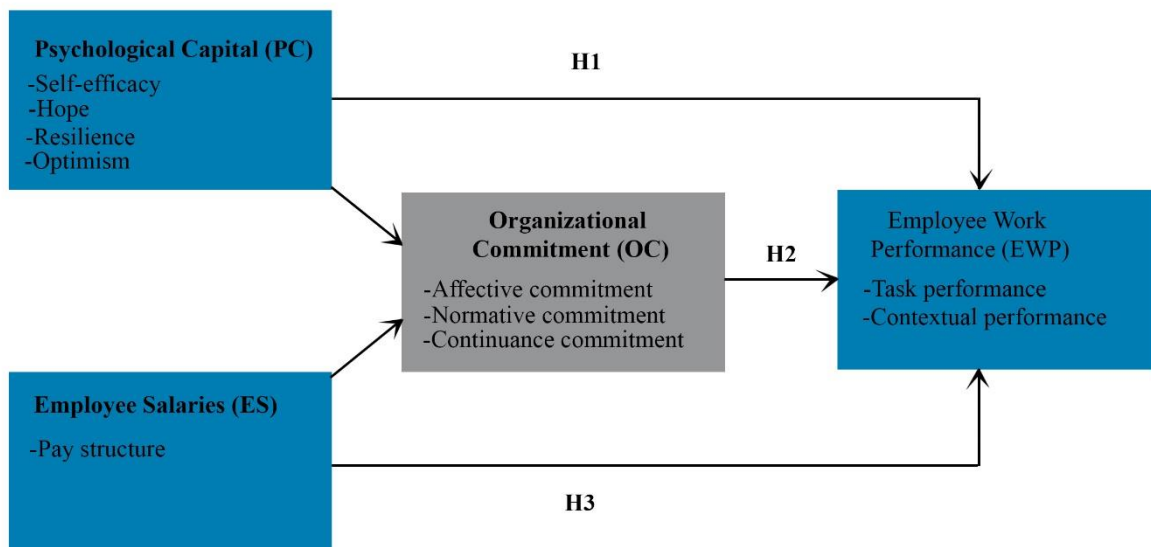 Psychological Capital (PC)
-Self-efficacy
-Hope
-Resilience
-Optimism
H1
Organizational
Commitment (OC)
-Affective commitment
-Normative commitment
-Continuance commitment
H2
Employee Work
Performance (EWP)
-Task performance
-Contextual performance
Employee Salaries (ES)
-Pay structure
H3